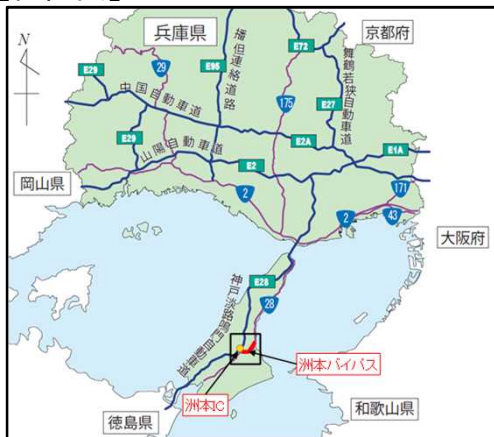 兵庫県
京都府
N
播但連絡道路
E72
舞鶴若狭自動車道
E29
29
E95
175
E27
中国自動車道
E2A
E1A
E29
山陽自動車道
E2
岡山県
171
2
2
43
大阪府
神戸淡路鳴門自動車道
E28
28
洲本バイパス
洲本IC
徳島県
和歌山県